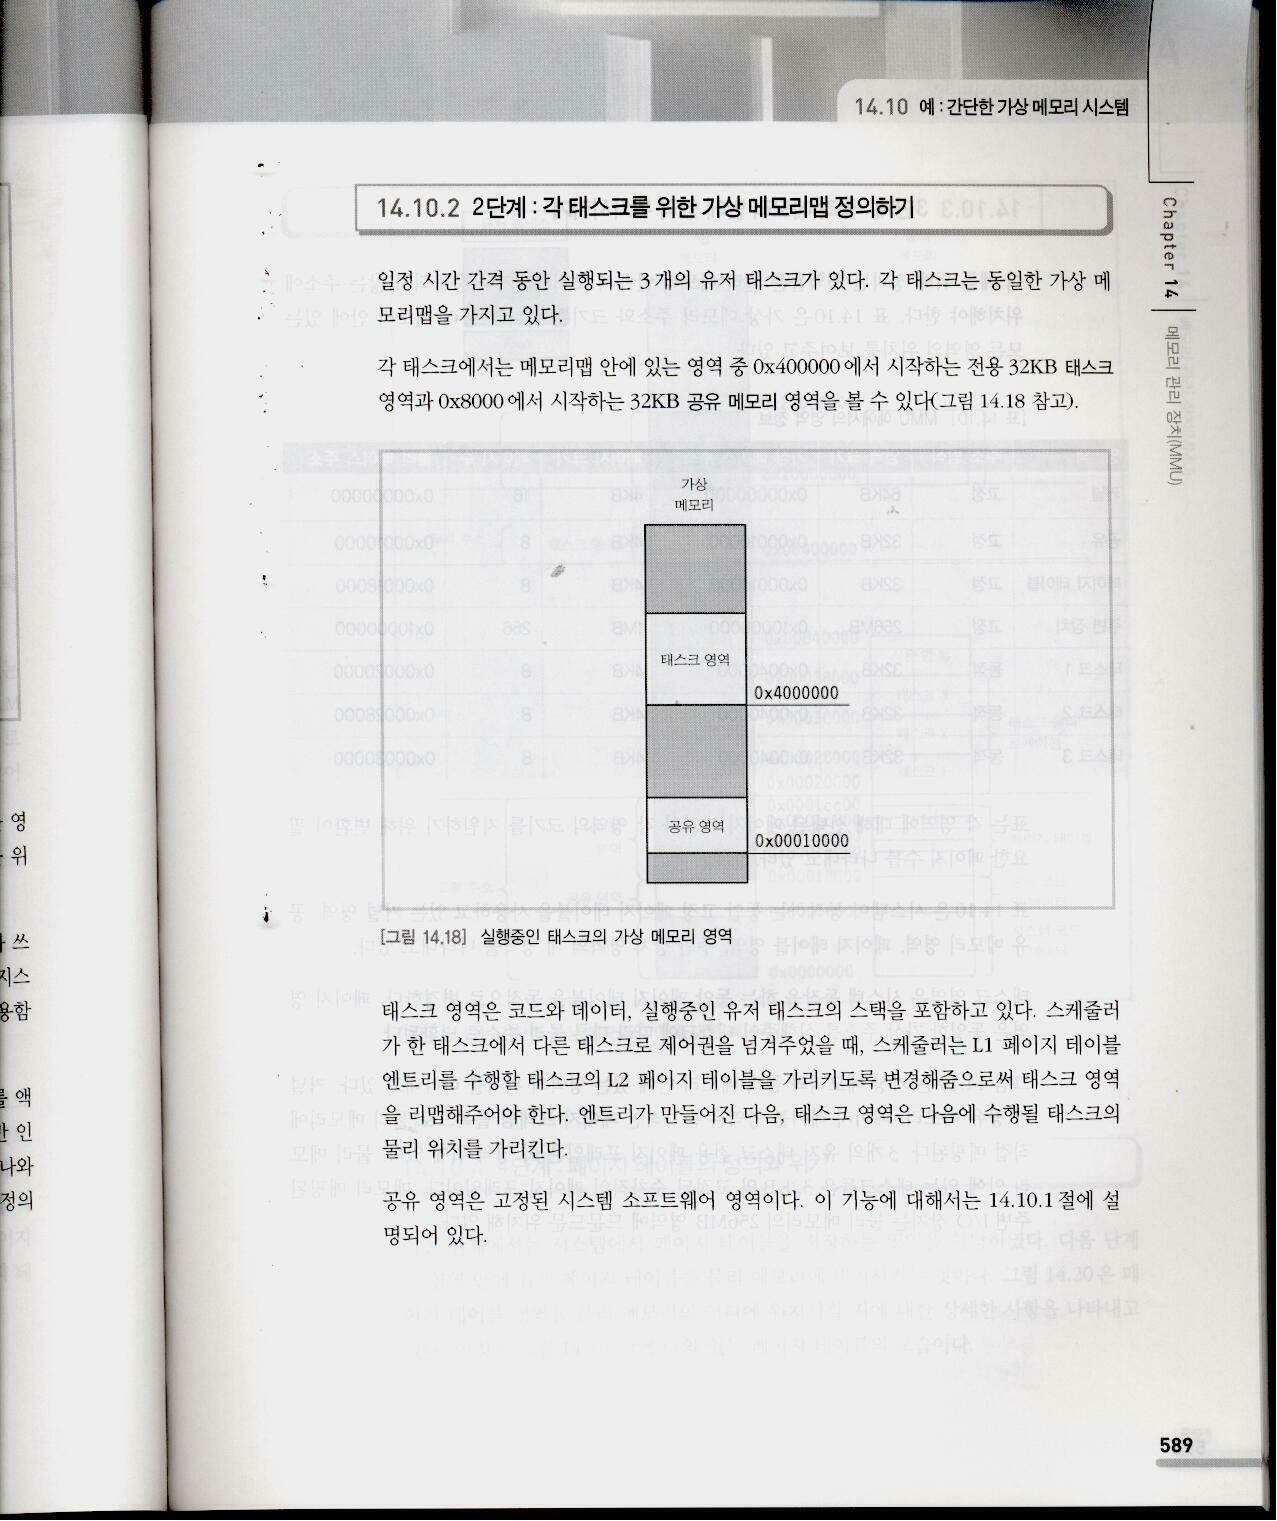 14.10 예 : 간단한 가상 메모리 시스템
14.10.2 2단계 : 각 태스크를 위한 가상 메모리맵 정의하기
일정 시간 간격 동안 실행되는 3개의 유저 태스크가 있다. 각 태스크는 동일한 가상 메
모리맵을 가지고 있다.
각 태스크에서는 메모리맵 안에 있는 영역 중 0x400000에서 시작하는 전용 32KB 태스크
영역과 0x8000에서 시작하는 32KB 공유 메모리 영역을 볼 수 있다(그림 14.18 참고).
가상
메모리
태스크 영역
0x4000000
공유 영역
0x00010000
[그림 14.18] 실행중인 태스크의 가상 메모리 영역
태스크 영역은 코드와 데이터, 실행중인 유저 태스크의 스택을 포함하고 있다. 스케줄러
가 한 태스크에서 다른 태스크로 제어권을 넘겨주었을 때, 스케줄러는 L1 페이지 테이블
엔트리를 수행할 태스크의 L2 페이지 테이블을 가리키도록 변경해줌으로써 태스크 영역
을 리맵해주어야 한다. 엔트리가 만들어진 다음, 태스크 영역은 다음에 수행될 태스크의
물리 위치를 가리킨다.
공유 영역은 고정된 시스템 소프트웨어 영역이다. 이 기능에 대해서는 14.10.1절에 설
명되어 있다.
Chapter 14
메모리 관리 장치(MMU)
589
영
위
쓰
지스
용함
를 액
인
나와
정의